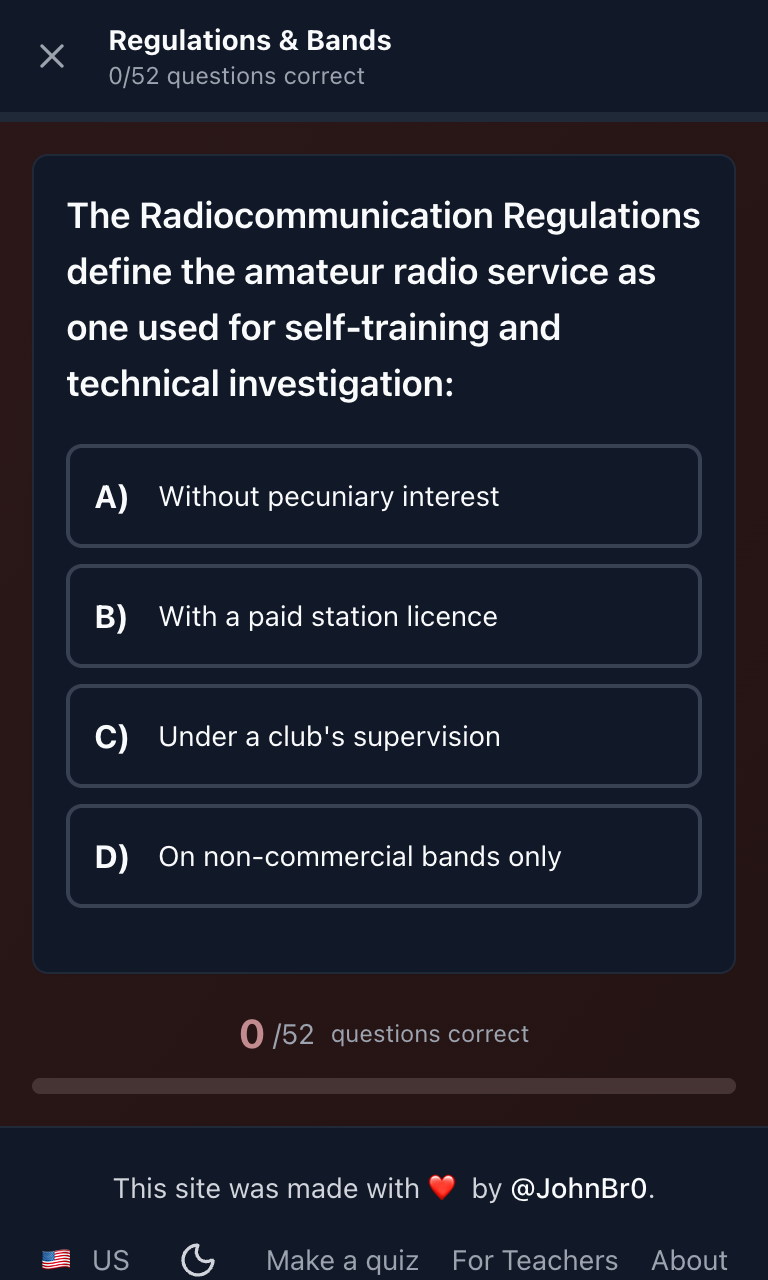 Regulations & Bands
0/52 questions correct
The Radiocommunication Regulations
define the amateur radio service as
one used for self-training and
technical investigation:
A) Without pecuniary interest
B) With a paid station licence
C) Under a club's supervision
D) On non-commercial bands only
0 /52 questions correct
This site was made with ❤️ by @JohnBr0.
🇺🇸 US Make a quiz For Teachers About